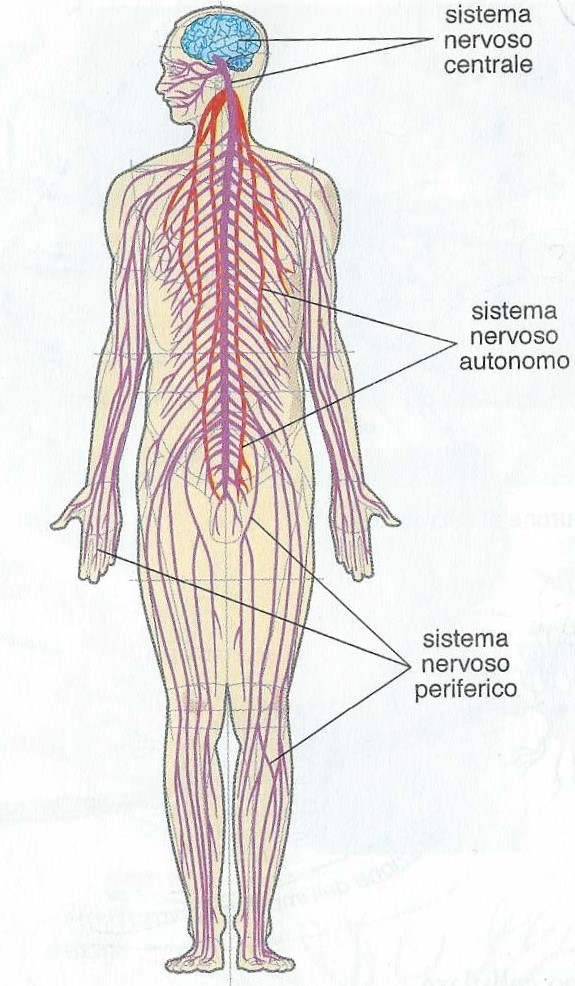 sistema
nervoso
centrale
sistema
nervoso
autonomo
sistema
nervoso
periferico